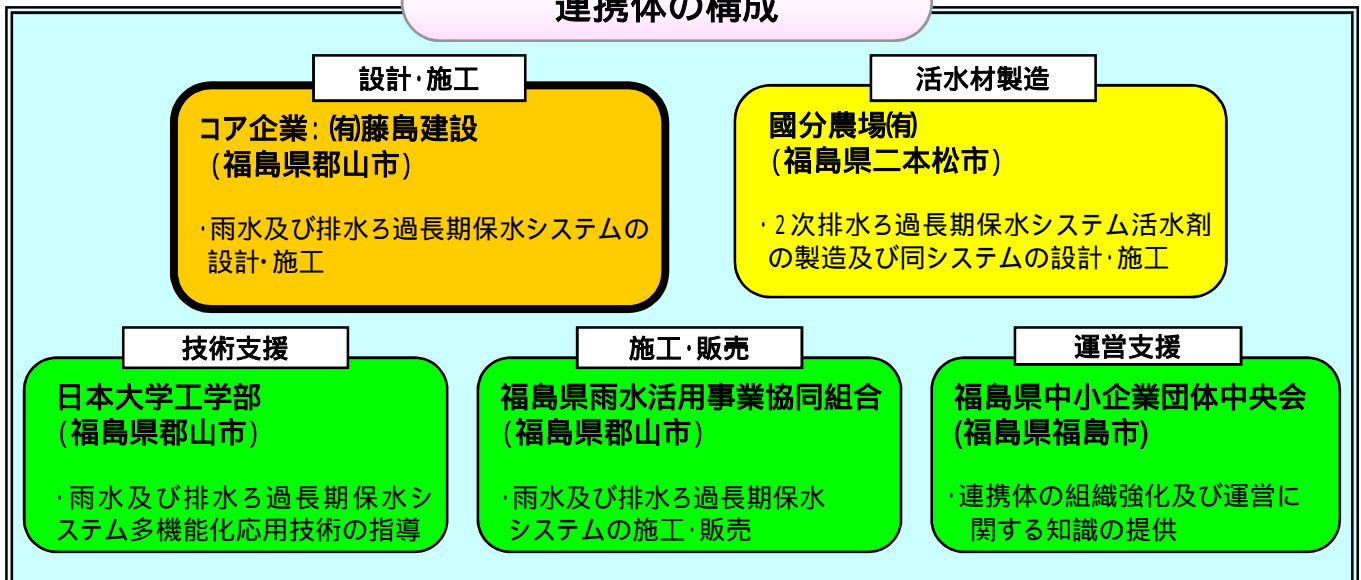 連携体の構成
設計・施工
コア企業：㈲藤島建設
（福島県郡山市）
・雨水及び排水ろ過長期保水システムの
設計・施工
活水材製造
國分農場㈲
（福島県二本松市）
・2次排水ろ過長期保水システム活水剤
の製造及び同システムの設計・施工
技術支援
日本大学工学部
（福島県郡山市）
・雨水及び排水ろ過長期保水シ
ステム多機能化応用技術の指導
施工・販売
福島県雨水活用事業協同組合
（福島県郡山市）
・雨水及び排水ろ過長期保水
システムの施工・販売
運営支援
福島県中小企業団体中央会
(福島県福島市)
・連携体の組織強化及び運営に
関する知識の提供